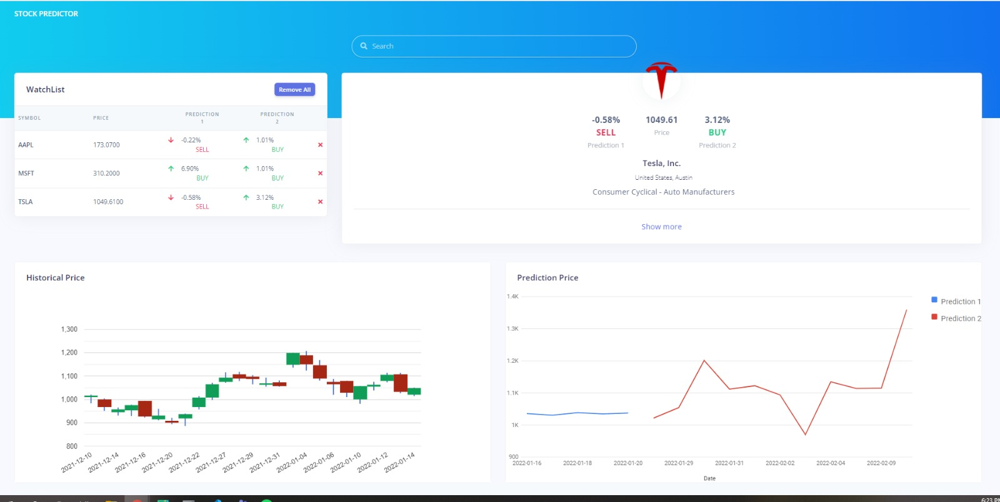 STOCK PREDICTOR
Search
WatchList
Remove All
SYMBOL PRICE PREDICTION 1 PREDICTION 2
AAPL 173.0700 -0.22% SELL 1.01% BUY
MSFT 310.2000 6.90% BUY 1.01% BUY
TSLA 1049.6100 -0.58% SELL 3.12% BUY
-0.58% 1049.61 3.12%
SELL Price BUY
Prediction 1 Prediction 2
Tesla, Inc.
United States, Austin
Consumer Cyclical - Auto Manufacturers
Show more
Historical Price
1,300
1,200
1,100
1,000
900
800
2021-12-10 2021-12-14 2021-12-16 2021-12-20 2021-12-22 2021-12-27 2021-12-29 2021-12-31 2022-01-04 2022-01-06 2022-01-10 2022-01-12 2022-01-14
Prediction Price
1.4K
1.3K
1.2K
1.1K
1K
900
2022-01-16 2022-01-18 2022-01-20 2022-01-29 2022-01-31 2022-02-02 2022-02-04 2022-02-09
Date
Prediction 1
Prediction 2
6:23 PM